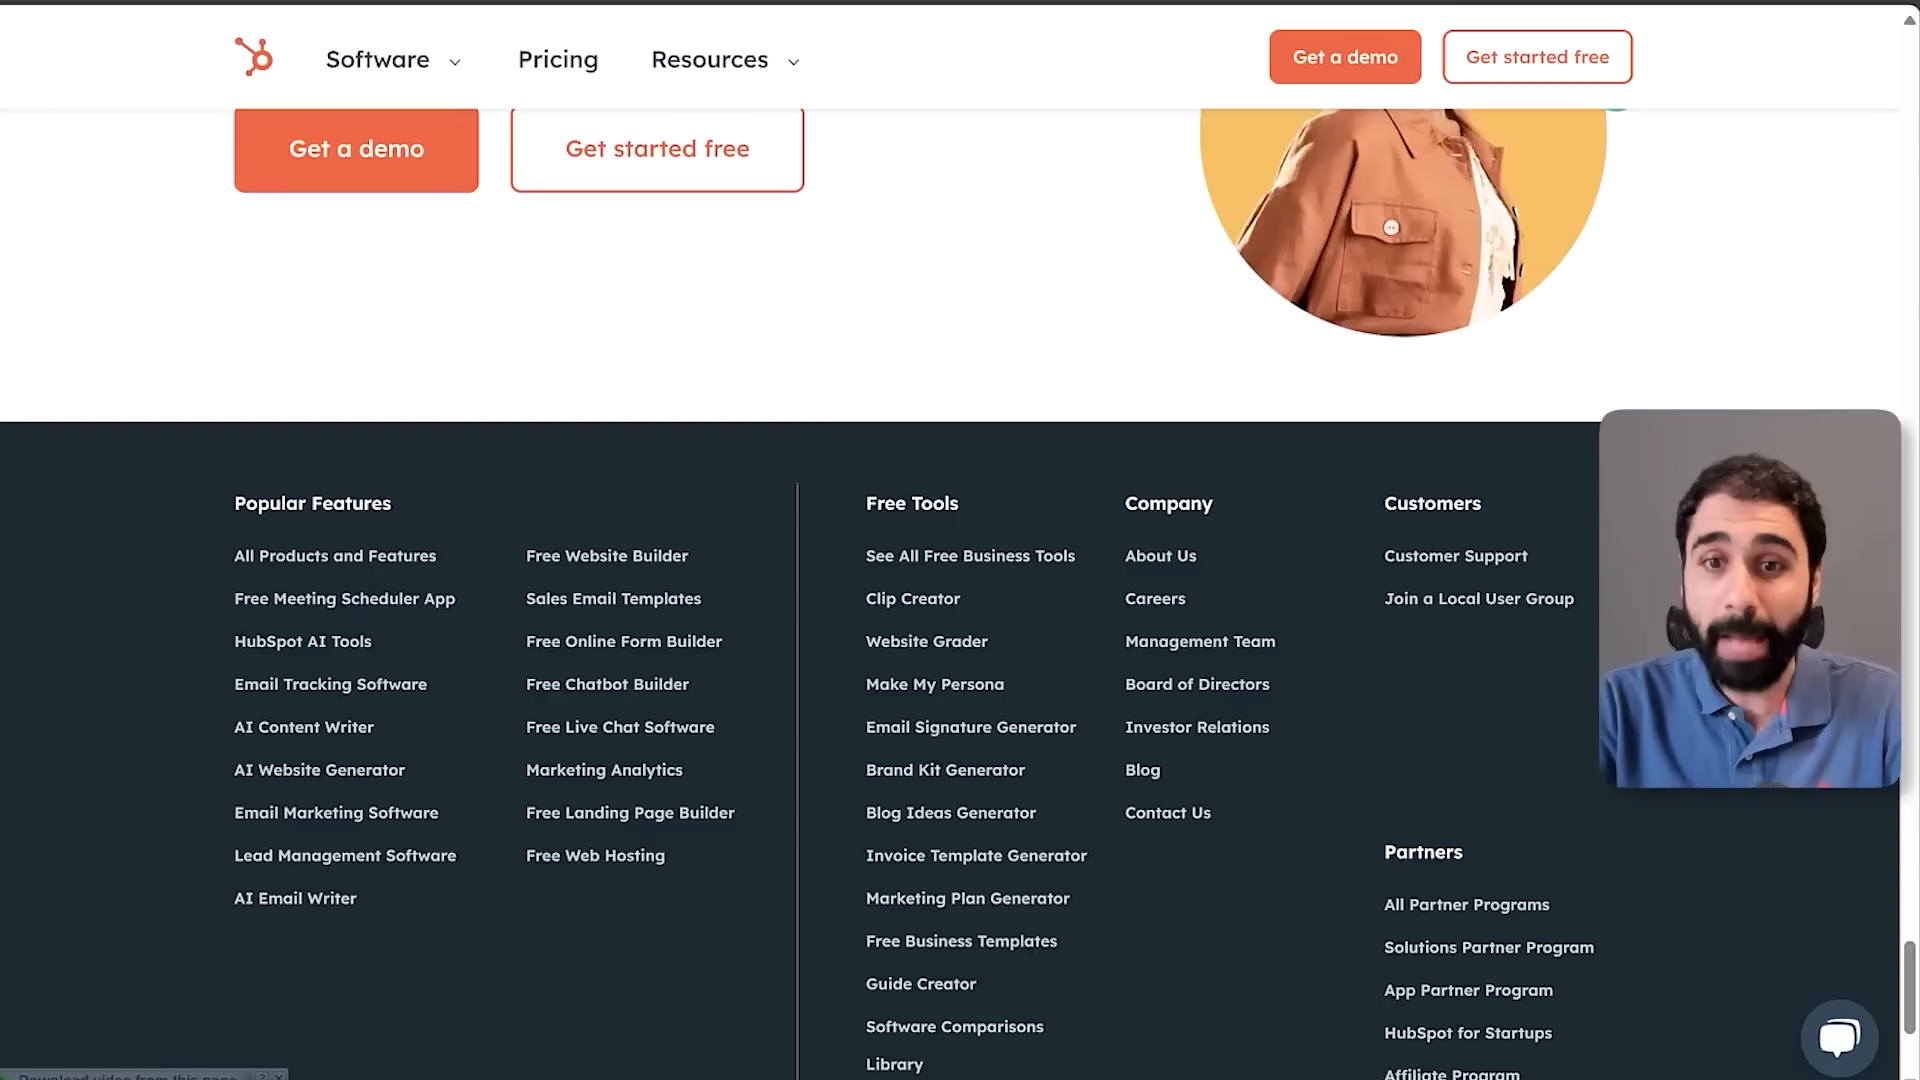 Software
Pricing
Resources
Get a demo
Get started free
Get a demo
Get started free
Popular Features
All Products and Features
Free Meeting Scheduler App
HubSpot AI Tools
Email Tracking Software
AI Content Writer
AI Website Generator
Email Marketing Software
Lead Management Software
AI Email Writer
Free Website Builder
Sales Email Templates
Free Online Form Builder
Free Chatbot Builder
Free Live Chat Software
Marketing Analytics
Free Landing Page Builder
Free Web Hosting
Free Tools
See All Free Business Tools
Clip Creator
Website Grader
Make My Persona
Email Signature Generator
Brand Kit Generator
Blog Ideas Generator
Invoice Template Generator
Marketing Plan Generator
Free Business Templates
Guide Creator
Software Comparisons
Library
Company
About Us
Careers
Management Team
Board of Directors
Investor Relations
Blog
Contact Us
Customers
Customer Support
Join a Local User Group
Partners
All Partner Programs
Solutions Partner Program
App Partner Program
HubSpot for Startups
Affiliate Program
Download video from this page